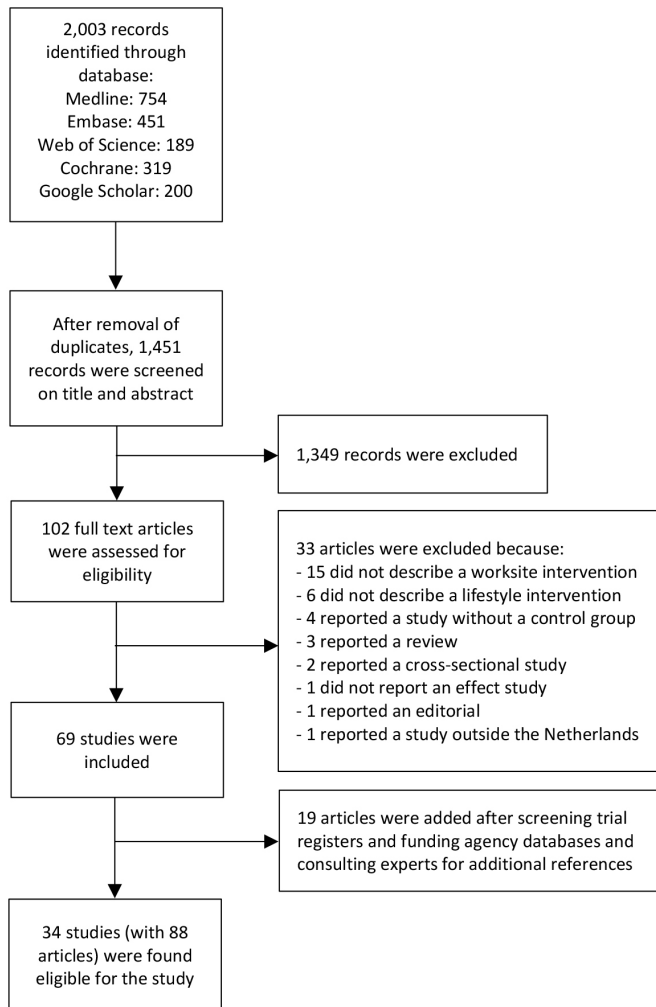 2,003 records
identified through
database:
Medline: 754
Embase: 451
Web of Science: 189
Cochrane: 319
Google Scholar: 200
After removal of
duplicates, 1,451
records were screened
on title and abstract
1,349 records were excluded
102 full text articles
were assessed for
eligibility
33 articles were excluded because:
- 15 did not describe a worksite intervention
- 6 did not describe a lifestyle intervention
- 4 reported a study without a control group
- 3 reported a review
- 2 reported a cross-sectional study
- 1 did not report an effect study
- 1 reported an editorial
- 1 reported a study outside the Netherlands
69 studies were
included
19 articles were added after screening trial
registers and funding agency databases and
consulting experts for additional references
34 studies (with 88
articles) were found
eligible for the study